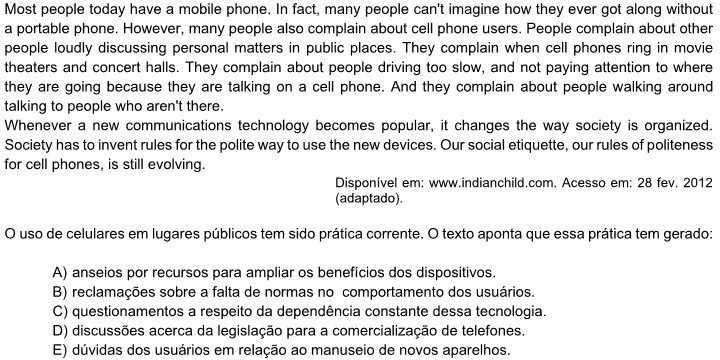 Most people today have a mobile phone. In fact, many people can't imagine how they ever got along without
a portable phone. However, many people also complain about cell phone users. People complain about other
people loudly discussing personal matters in public places. They complain when cell phones ring in movie
theaters and concert halls. They complain about people driving too slow, and not paying attention to where
they are going because they are talking on a cell phone. And they complain about people walking around
talking to people who aren't there.
Whenever a new communications technology becomes popular, it changes the way society is organized.
Society has to invent rules for the polite way to use the new devices. Our social etiquette, our rules of politeness
for cell phones, is still evolving.
Disponível em: www.indianchild.com. Acesso em: 28 fev. 2012
(adaptado).
O uso de celulares em lugares públicos tem sido prática corrente. O texto aponta que essa prática tem gerado:
A) anseios por recursos para ampliar os benefícios dos dispositivos.
B) reclamações sobre a falta de normas no comportamento dos usuários.
C) questionamentos a respeito da dependência constante dessa tecnologia.
D) discussões acerca da legislação para a comercialização de telefones.
E) dúvidas dos usuários em relação ao manuseio de novos aparelhos.